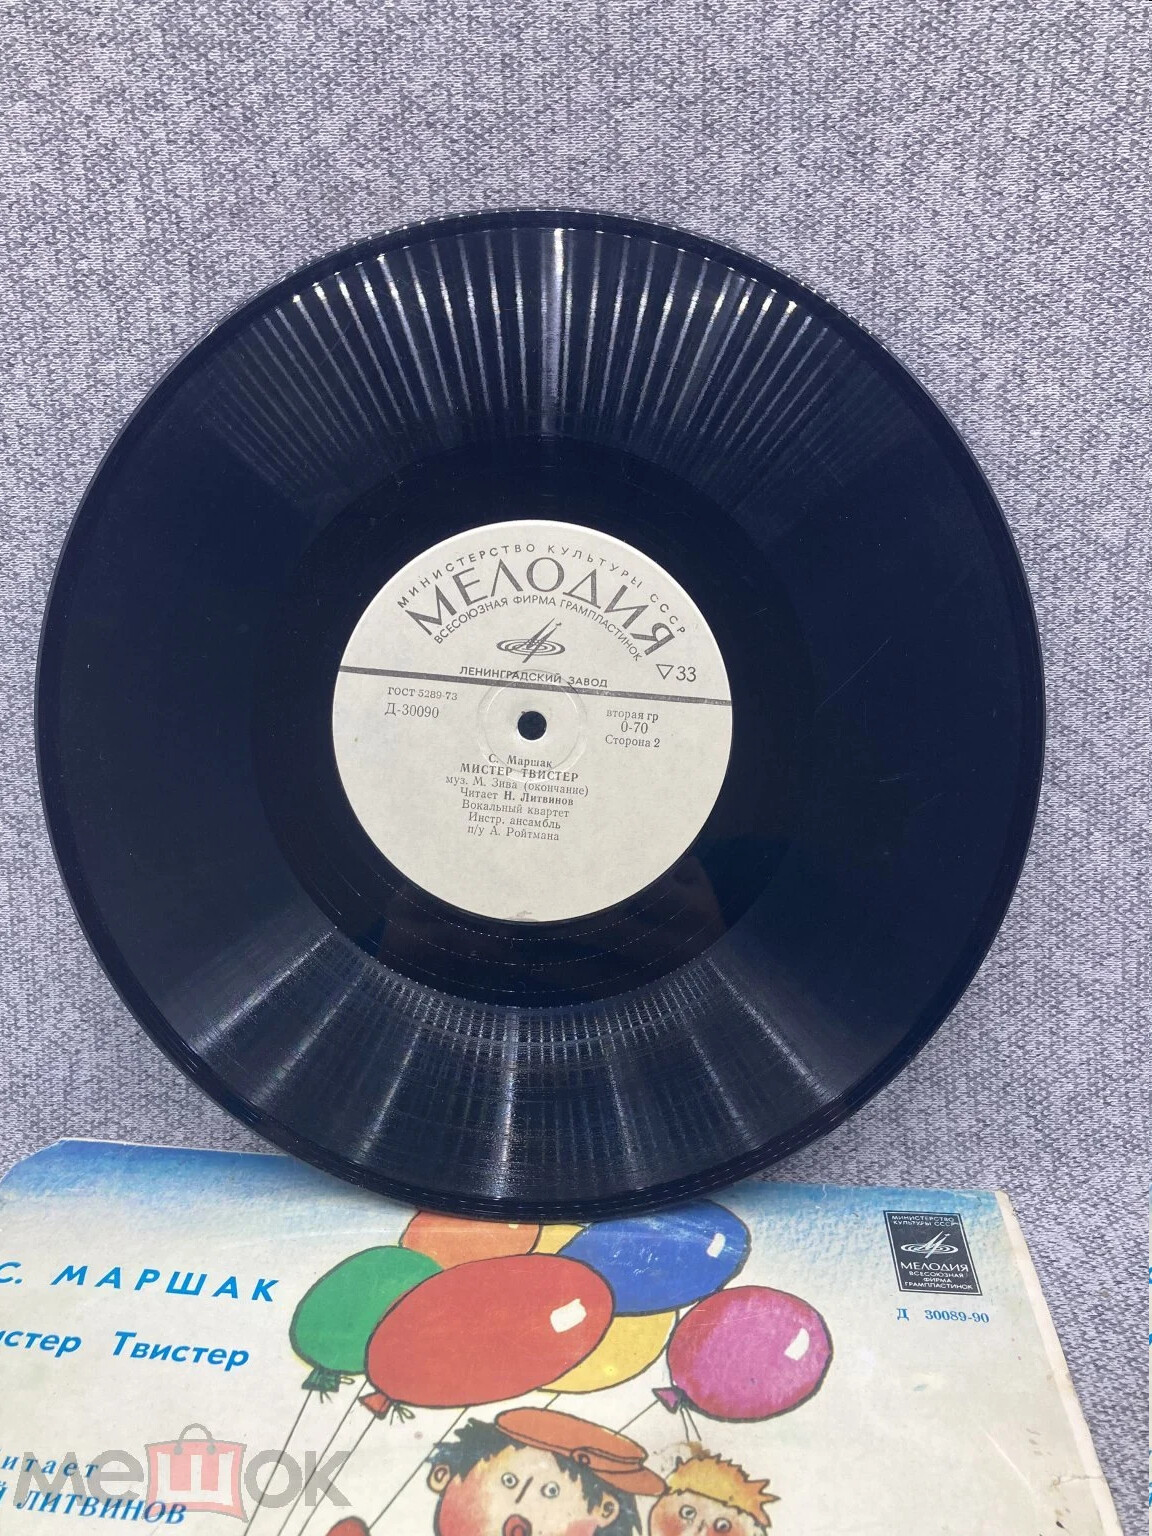 МИНИСТЕРСТВО КУЛЬТУРЫ СССР
МЕЛОДИЯ
ВСЕСОЮЗНАЯ ФИРМА ГРАМПЛАСТИНОК
ЛЕНИНГРАДСКИЙ ЗАВОД
33
ГОСТ 5289-73
Д-30090
вторая гр
0-70
Сторона 2
С. Маршак
МИСТЕР ТВИСТЕР
муз. М. Зива (окончание)
Читает Н. Литвинов
Вокальный квартет
Инстр. ансамбль
п/у А. Ройтмана
МИНИСТЕРСТВО
КУЛЬТУРЫ СССР
МЕЛОДИЯ
ВСЕСОЮЗНАЯ
ФИРМА
ГРАМПЛАСТИНОК
Д 30089-90
С. МАРШАК
истер Твистер
итает
Й ЛИТВИНОВ
мешок